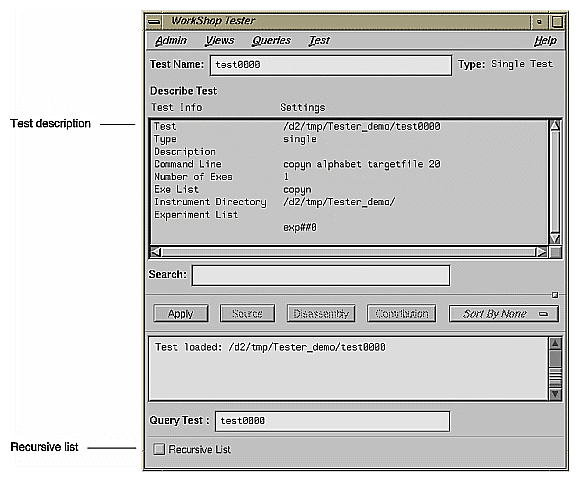 WorkShop Tester
Admin Views Queries Test Help
Test Name: test0000 Type: Single Test
Describe Test
Test Info Settings
Test description
Test /d2/tmp/Tester_demo/test0000
Type single
Description
Command Line copyn alphabet targetfile 20
Number of Exes 1
Exe List copyn
Instrument Directory /d2/tmp/Tester_demo/
Experiment List
exp##0
Search:
Apply Source Disassembly Contribution Sort By None
Test loaded: /d2/tmp/Tester_demo/test0000
Query Test : test0000
Recursive list
Recursive List